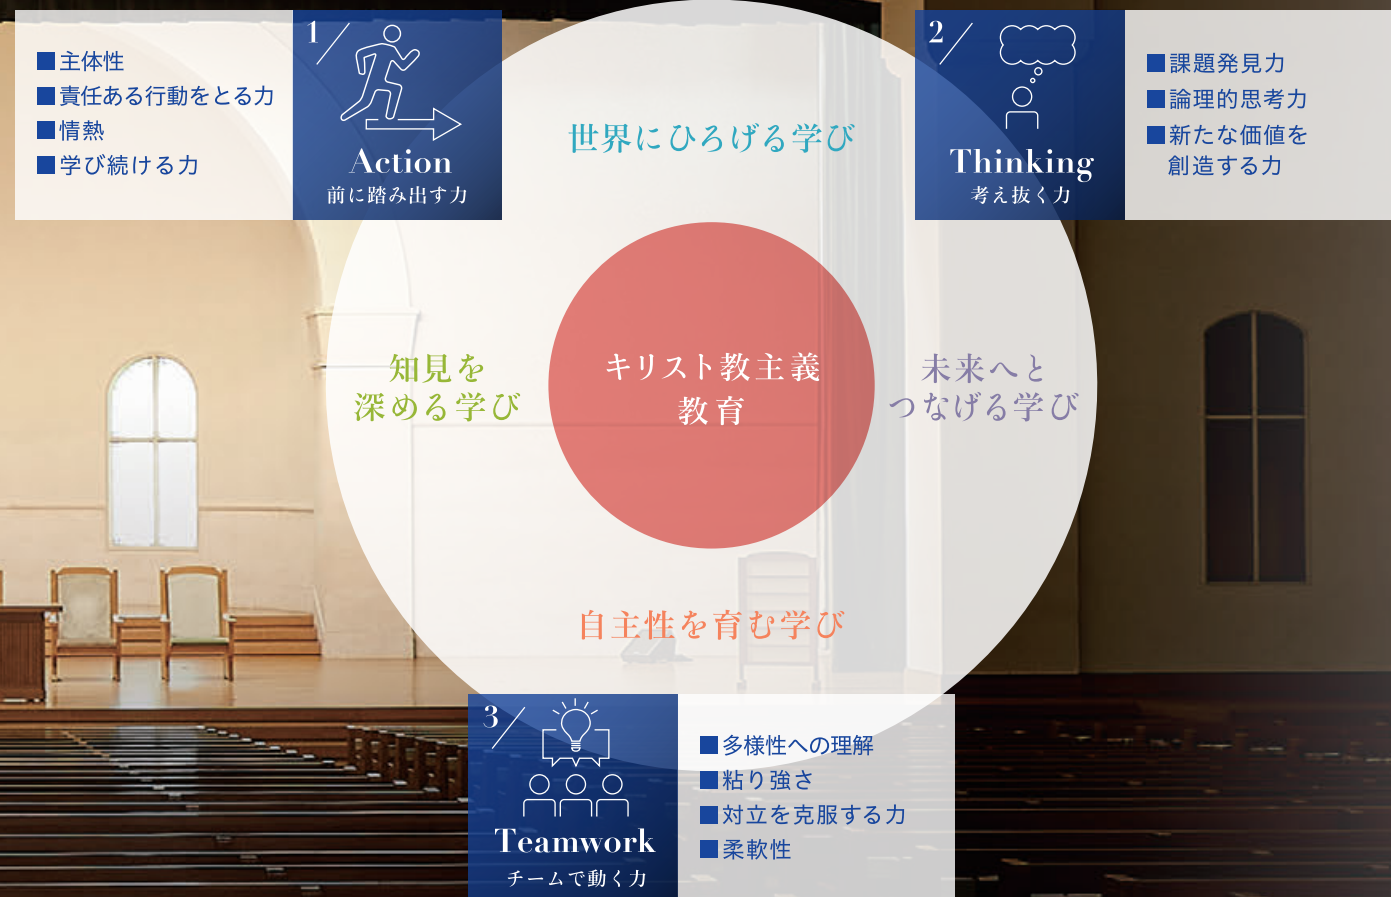 1/
Action
前に踏み出す力
■主体性
■責任ある行動をとる力
■情熱
■学び続ける力
2/
Thinking
考え抜く力
■課題発見力
■論理的思考力
■新たな価値を
創造する力
世界にひろげる学び
知見を
深める学び
キリスト教主義
教育
未来へと
つなげる学び
自主性を育む学び
3/
Teamwork
チームで動く力
■多様性への理解
■粘り強さ
■対立を克服する力
■柔軟性